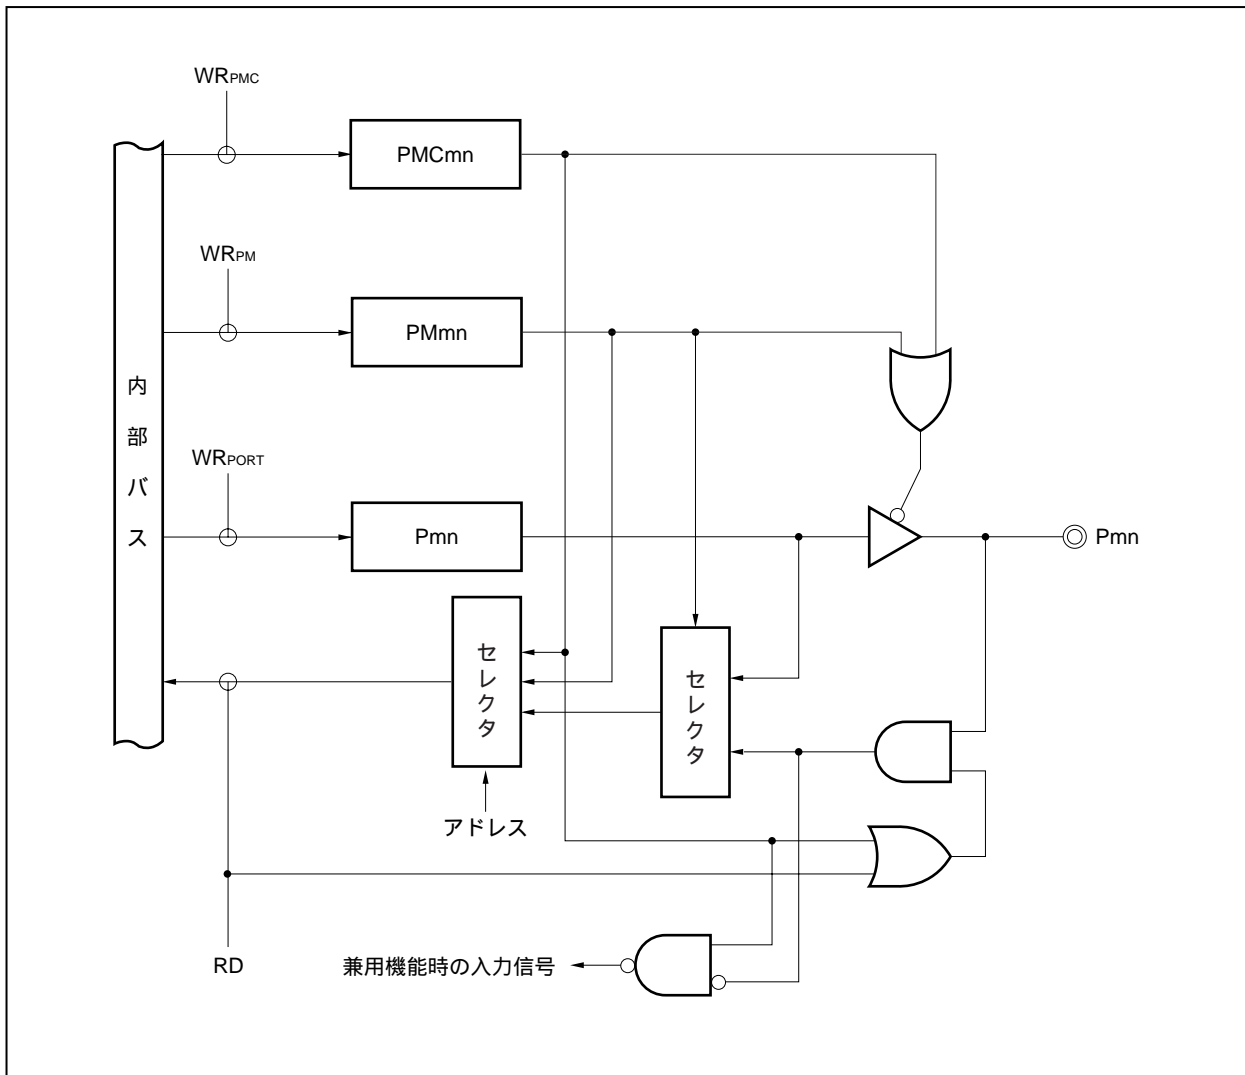 WRPMC
PMCmn
WRPM
PMmn
内部バス
WRPORT
Pmn
Pmn
セレクタ
セレクタ
アドレス
RD
兼用機能時の入力信号